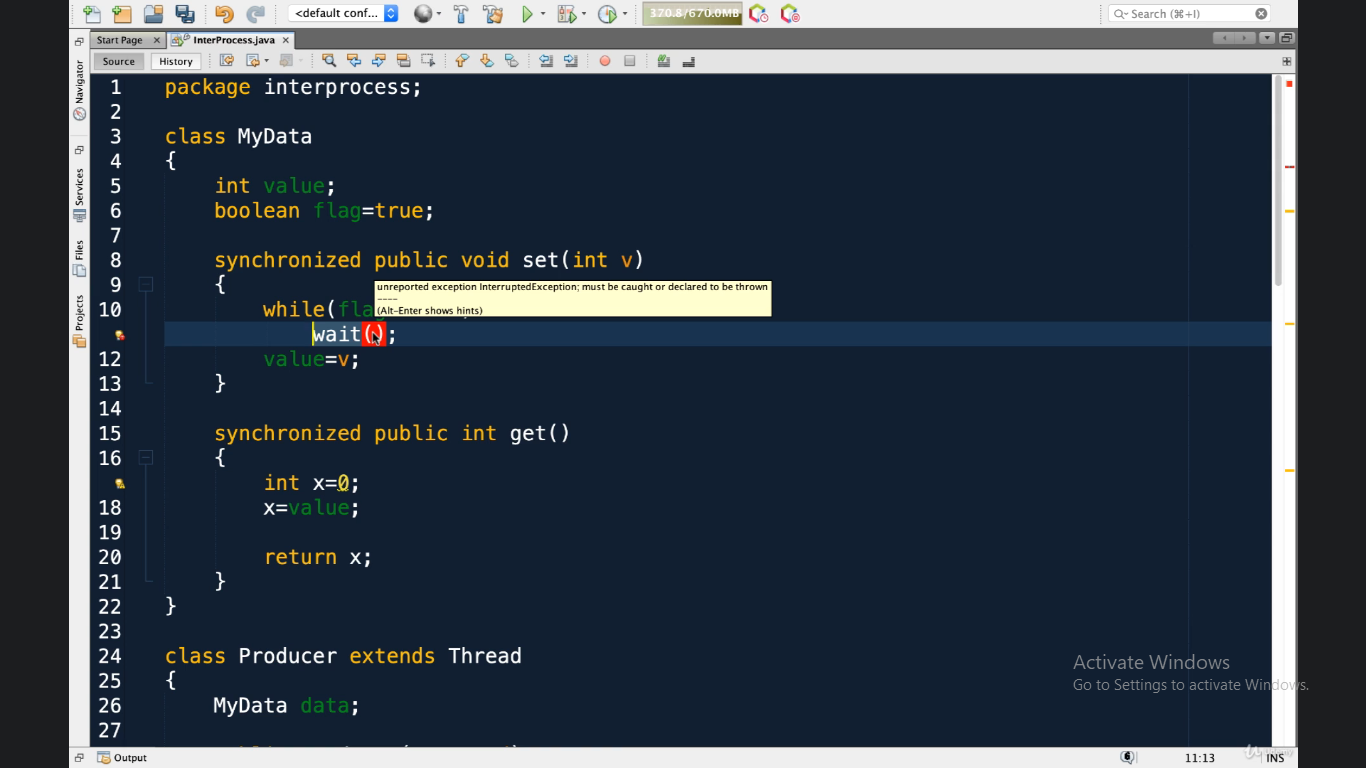 <default conf...
370.8/670.0MB
Search (⌘+I)
Start Page
InterProcess.java
Source
History
Navigator
Services
Files
Projects
1 package interprocess;
2
3 class MyData
4 {
5 int value;
6 boolean flag=true;
7
8 synchronized public void set(int v)
9 {
unreported exception InterruptedException; must be caught or declared to be thrown
----
(Alt-Enter shows hints)
10 while(fla
wait();
12 value=v;
13 }
14
15 synchronized public int get()
16 {
int x=0;
18 x=value;
19
20 return x;
21 }
22 }
23
24 class Producer extends Thread
25 {
26 MyData data;
27
Activate Windows
Go to Settings to activate Windows.
Output
6
11:13
INS